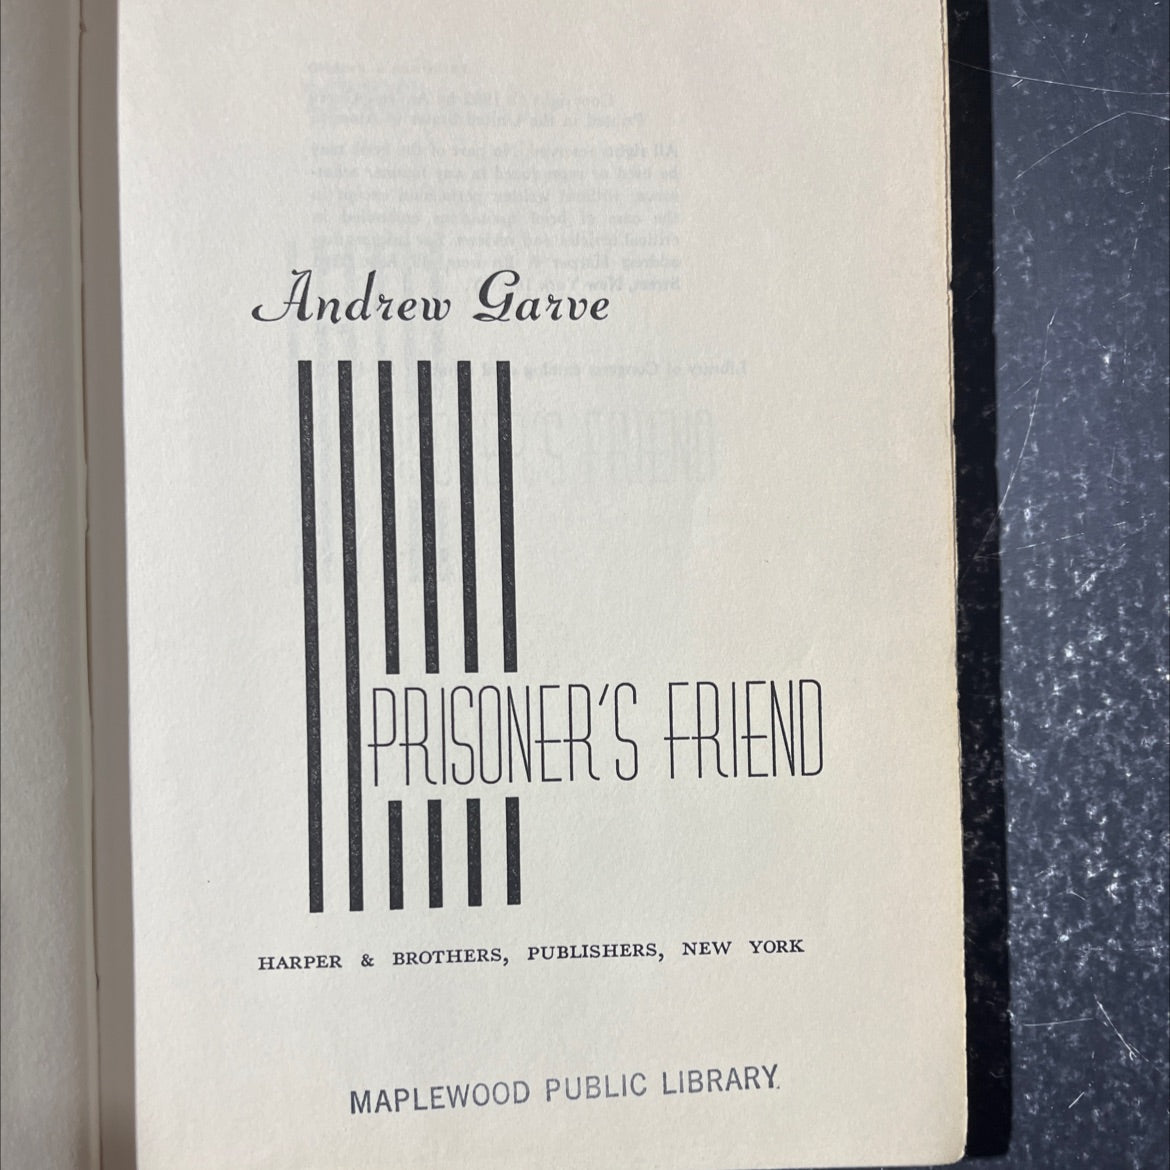 Andrew Garve
PRISONER'S FRIEND
HARPER & BROTHERS, PUBLISHERS, NEW YORK
MAPLEWOOD PUBLIC LIBRARY.